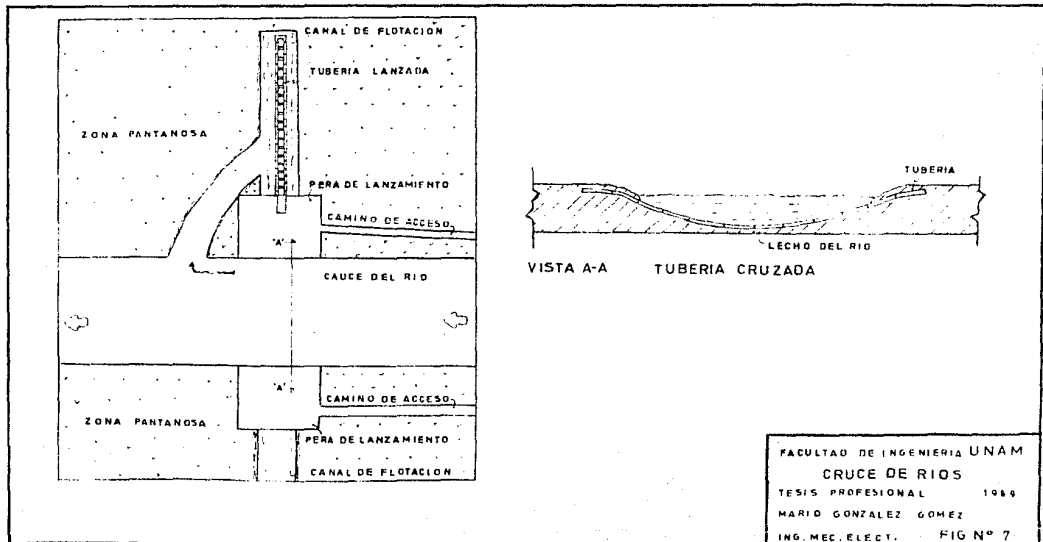 CANAL DE FLOTACION
TUBERIA LANZADA
ZONA PANTANOSA
PERA DE LANZAMIENTO
CAMINO DE ACCESO
"A"
CAUCE DEL RIO
"A"
CAMINO DE ACCESO
ZONA PANTANOSA
PERA DE LANZAMIENTO
CANAL DE FLOTACION
TUBERIA
LECHO DEL RIO
VISTA A-A TUBERIA CRUZADA
FACULTAD DE INGENIERIA UNAM
CRUCE DE RIOS
TESIS PROFESIONAL 1989
MARIO GONZALEZ GOMEZ
ING. MEC. ELECT. FIG Nº 7